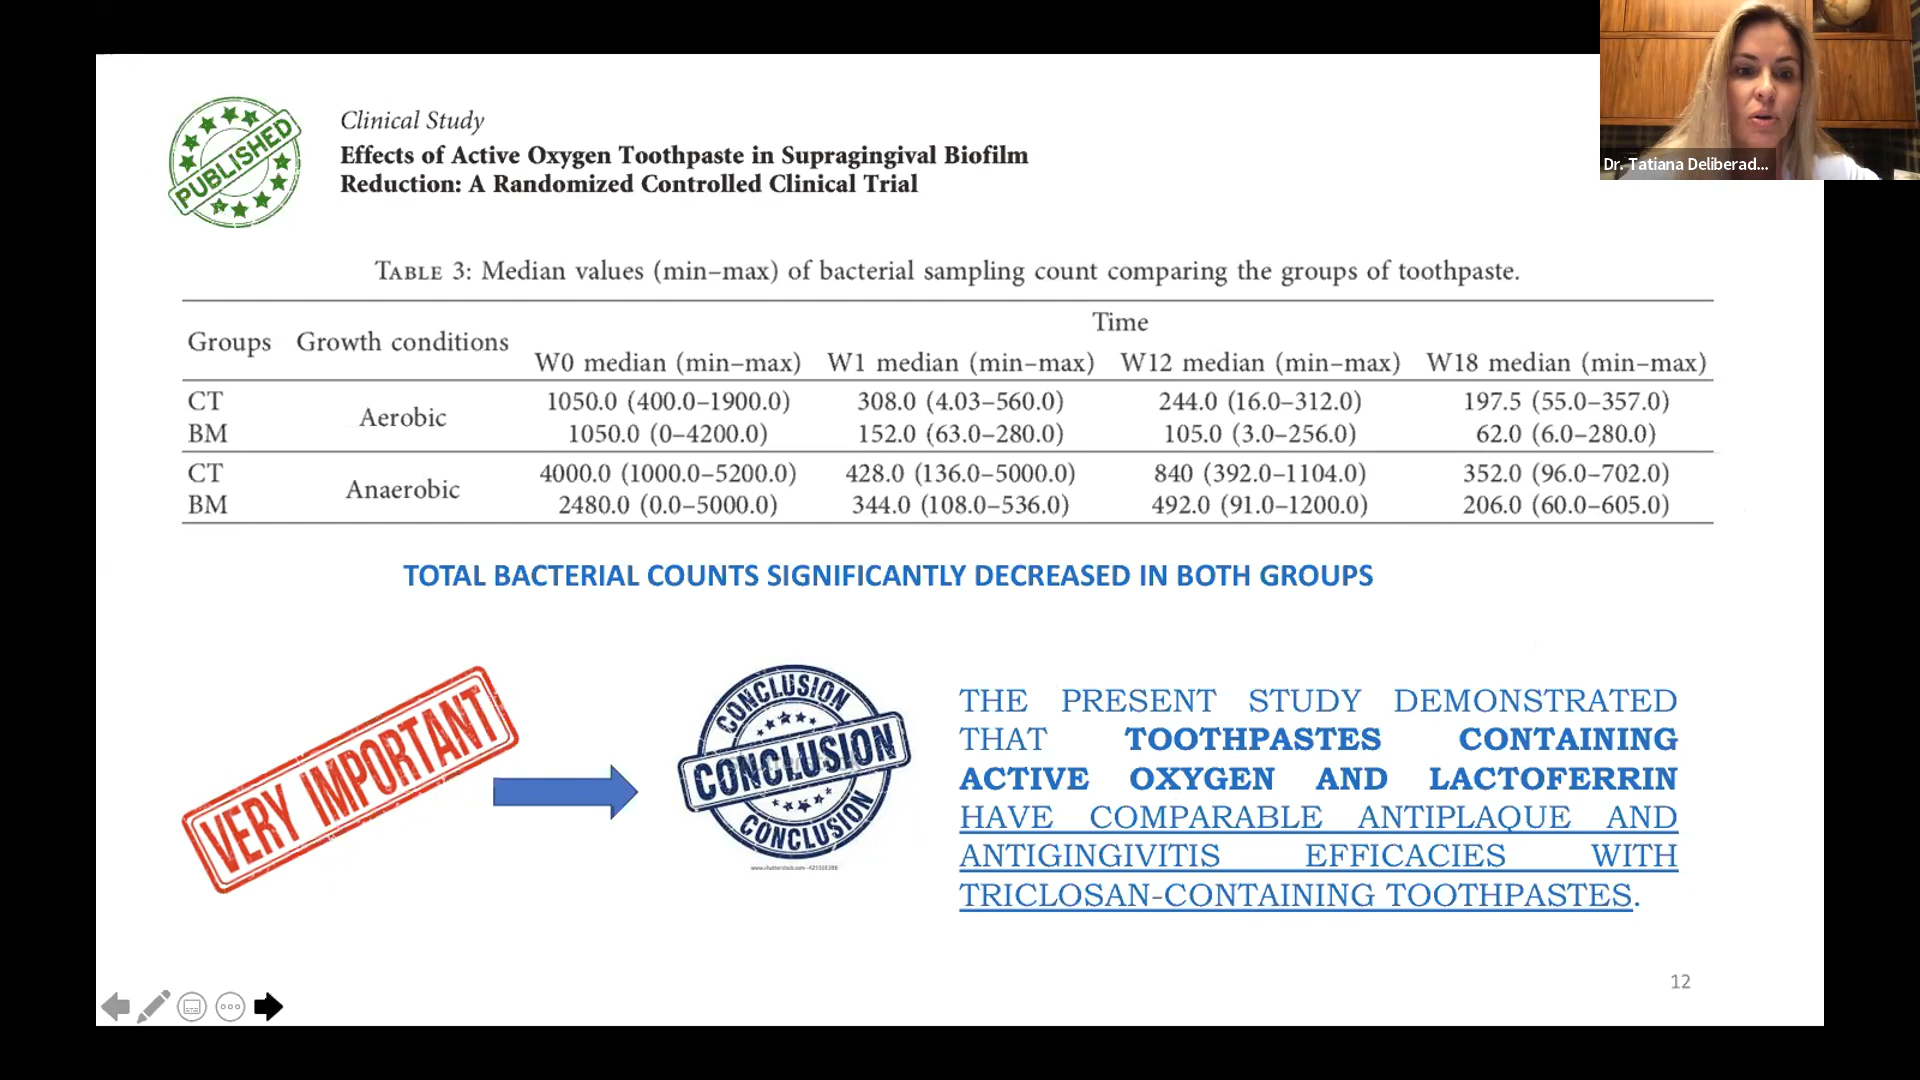 Dr. Tatiana Deliberad...
PUBLISHED
Clinical Study
Effects of Active Oxygen Toothpaste in Supragingival Biofilm
Reduction: A Randomized Controlled Clinical Trial
TABLE 3: Median values (min–max) of bacterial sampling count comparing the groups of toothpaste.
Groups Growth conditions Time
W0 median (min–max) W1 median (min–max) W12 median (min–max) W18 median (min–max)
CT Aerobic 1050.0 (400.0–1900.0) 308.0 (4.03–560.0) 244.0 (16.0–312.0) 197.5 (55.0–357.0)
BM 1050.0 (0–4200.0) 152.0 (63.0–280.0) 105.0 (3.0–256.0) 62.0 (6.0–280.0)
CT Anaerobic 4000.0 (1000.0–5200.0) 428.0 (136.0–5000.0) 840 (392.0–1104.0) 352.0 (96.0–702.0)
BM 2480.0 (0.0–5000.0) 344.0 (108.0–536.0) 492.0 (91.0–1200.0) 206.0 (60.0–605.0)
TOTAL BACTERIAL COUNTS SIGNIFICANTLY DECREASED IN BOTH GROUPS
VERY IMPORTANT
CONCLUSION
CONCLUSION
CONCLUSION
THE PRESENT STUDY DEMONSTRATED
THAT TOOTHPASTES CONTAINING
ACTIVE OXYGEN AND LACTOFERRIN
HAVE COMPARABLE ANTIPLAQUE AND
ANTIGINGIVITIS EFFICACIES WITH
TRICLOSAN-CONTAINING TOOTHPASTES.
12